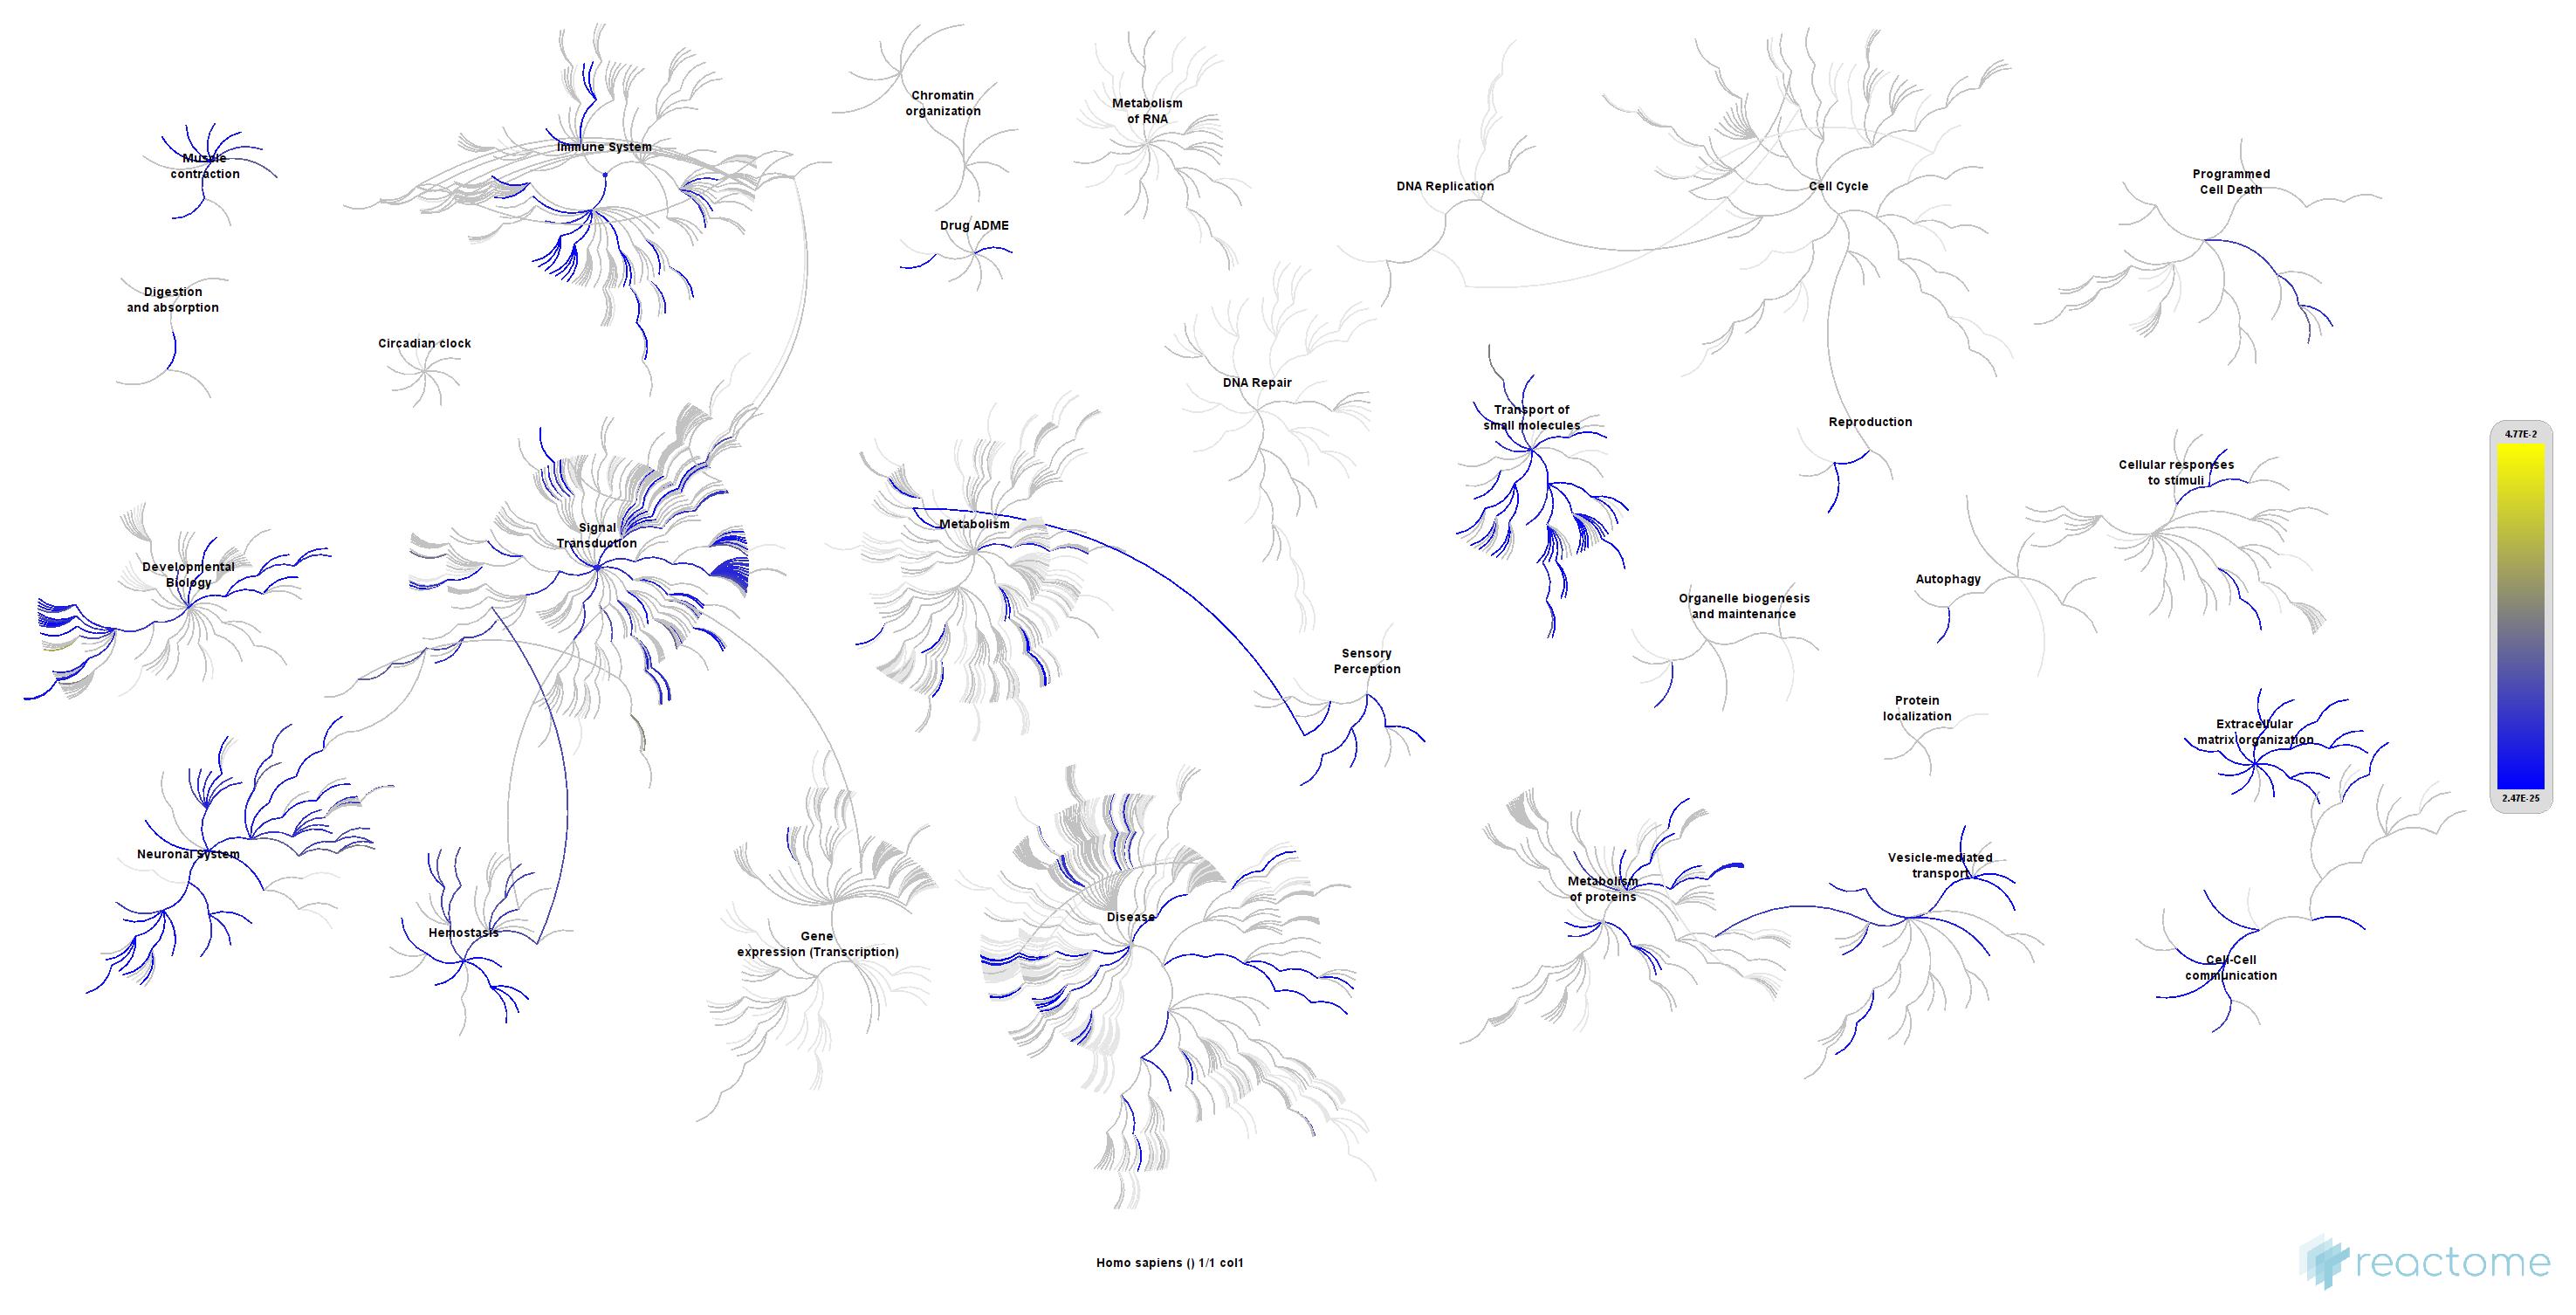 Chromatin
organization
Metabolism
of RNA
Muscle
contraction
Immune System
DNA Replication
Cell Cycle
Programmed
Cell Death
Drug ADME
Digestion
and absorption
Circadian clock
DNA Repair
Transport of
small molecules
Reproduction
4.77E-2
Cellular responses
to stimuli
Signal
Transduction
Metabolism
Developmental
Biology
Autophagy
Organelle biogenesis
and maintenance
Sensory
Perception
Protein
localization
Extracellular
matrix organization
2.47E-25
Neuronal System
Vesicle-mediated
transport
Metabolism
of proteins
Disease
Hemostasis
Gene
expression (Transcription)
Cell-Cell
communication
Homo sapiens () 1/1 col1
reactome